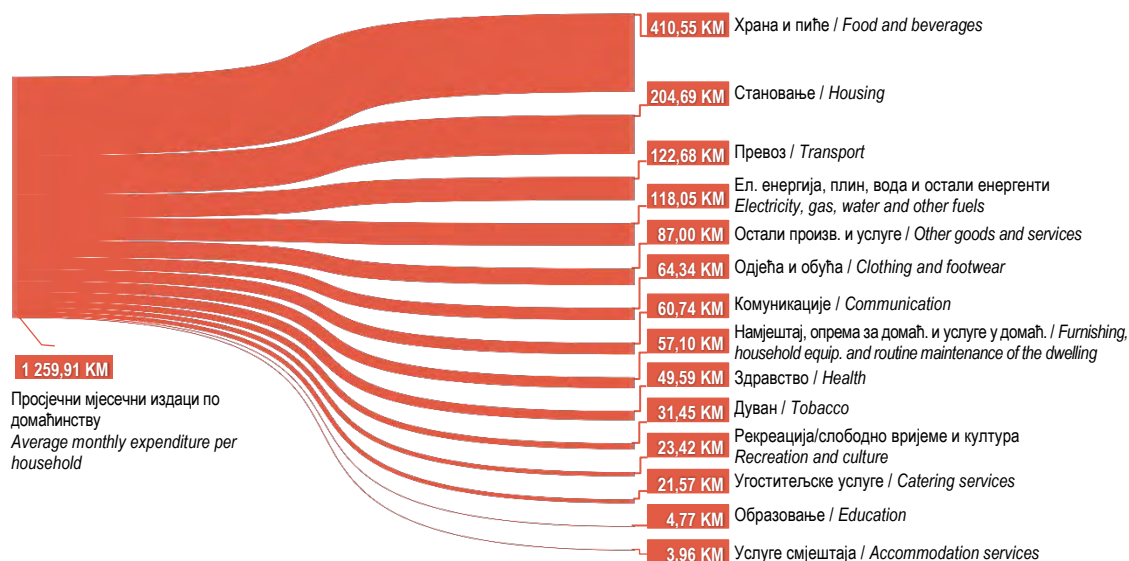 410,55 KM Храна и пиће / Food and beverages
204,69 KM Становање / Housing
122,68 KM Превоз / Transport
118,05 KM Ел. енергија, плин, вода и остали енергенти
Electricity, gas, water and other fuels
87,00 KM Остали произв. и услуге / Other goods and services
64,34 KM Одјећа и обућа / Clothing and footwear
60,74 KM Комуникације / Communication
57,10 KM Намјештај, опрема за домаћ. и услуге у домаћ. / Furnishing,
household equip. and routine maintenance of the dwelling
49,59 KM Здравство / Health
31,45 KM Дуван / Tobacco
23,42 KM Рекреација/слободно вријеме и култура
Recreation and culture
21,57 KM Угоститељске услуге / Catering services
4,77 KM Образовање / Education
3,96 KM Услуге смјештаја / Accommodation services
1 259,91 KM
Просјечни мјесечни издаци по
домаћинству
Average monthly expenditure per
household